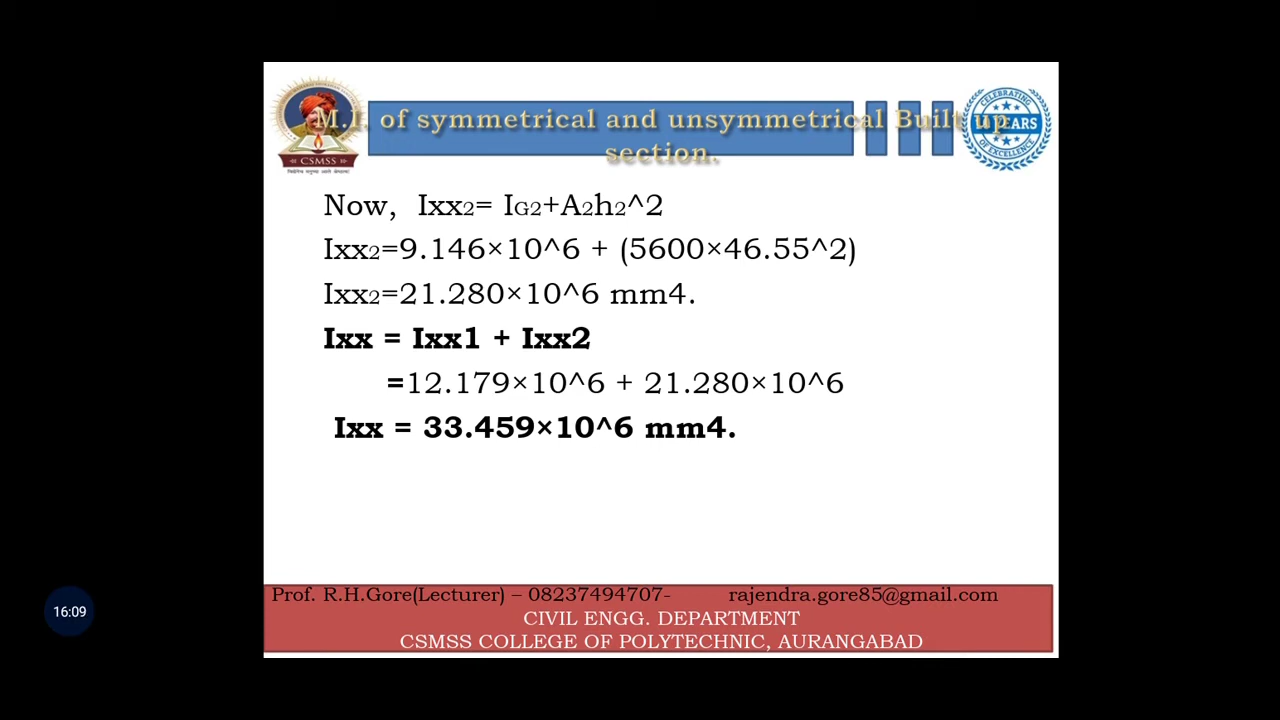 M.I. of symmetrical and unsymmetrical Built up
section.
CSMSS
CELEBRATING
YEARS
OF EXCELLENCE
Now, Ixx2= IG2+A2h2^2
Ixx2=9.146×10^6 + (5600×46.55^2)
Ixx2=21.280×10^6 mm4.
Ixx = Ixx1 + Ixx2
=12.179×10^6 + 21.280×10^6
Ixx = 33.459×10^6 mm4.
16:09
Prof. R.H.Gore(Lecturer) – 08237494707- rajendra.gore85@gmail.com
CIVIL ENGG. DEPARTMENT
CSMSS COLLEGE OF POLYTECHNIC, AURANGABAD